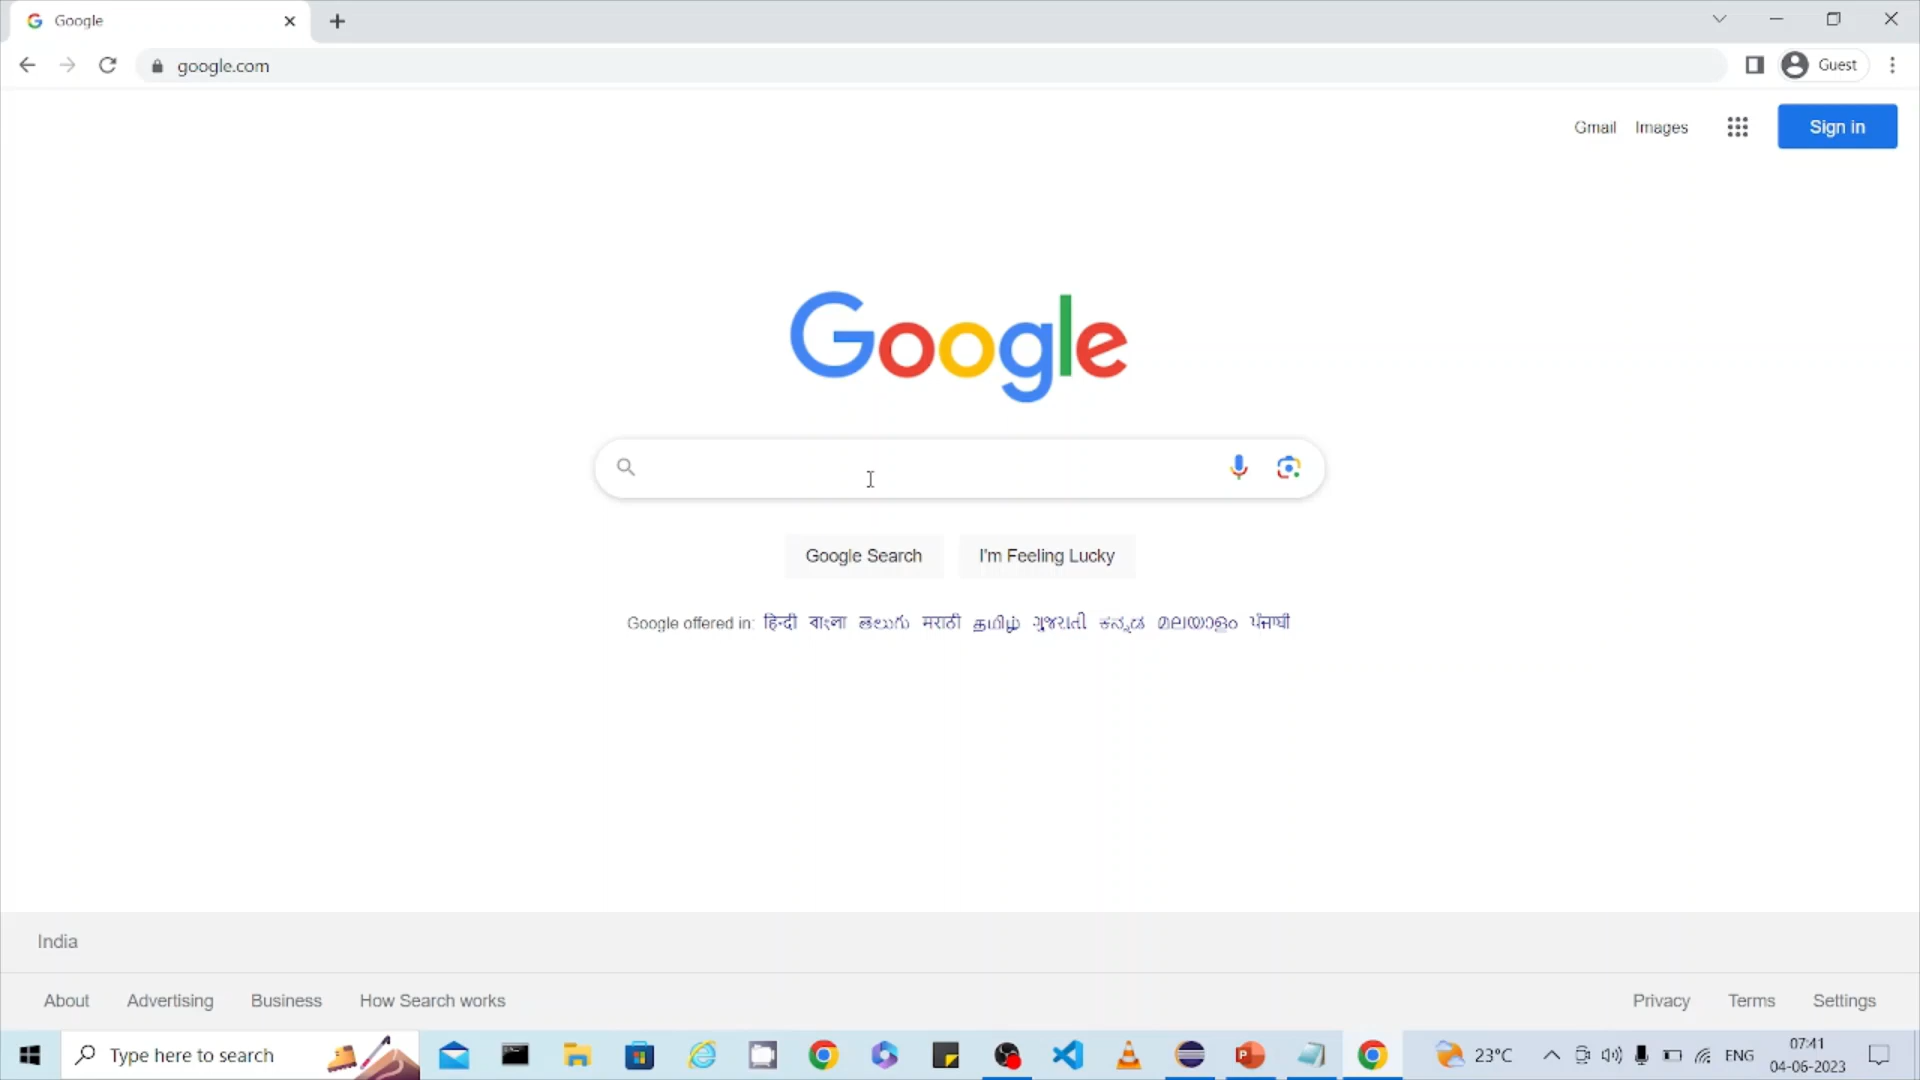 Google
google.com
Guest
Gmail Images
Sign in
Google
Google Search I'm Feeling Lucky
Google offered in: हिन्दी বাংলা తెలుగు मराठी தமிழ் ગુજરાતી ಕನ್ನಡ മലയാളം ਪੰਜਾਬੀ
India
About Advertising Business How Search works
Privacy Terms Settings
Type here to search
23°C
ENG
07:41
04-06-2023